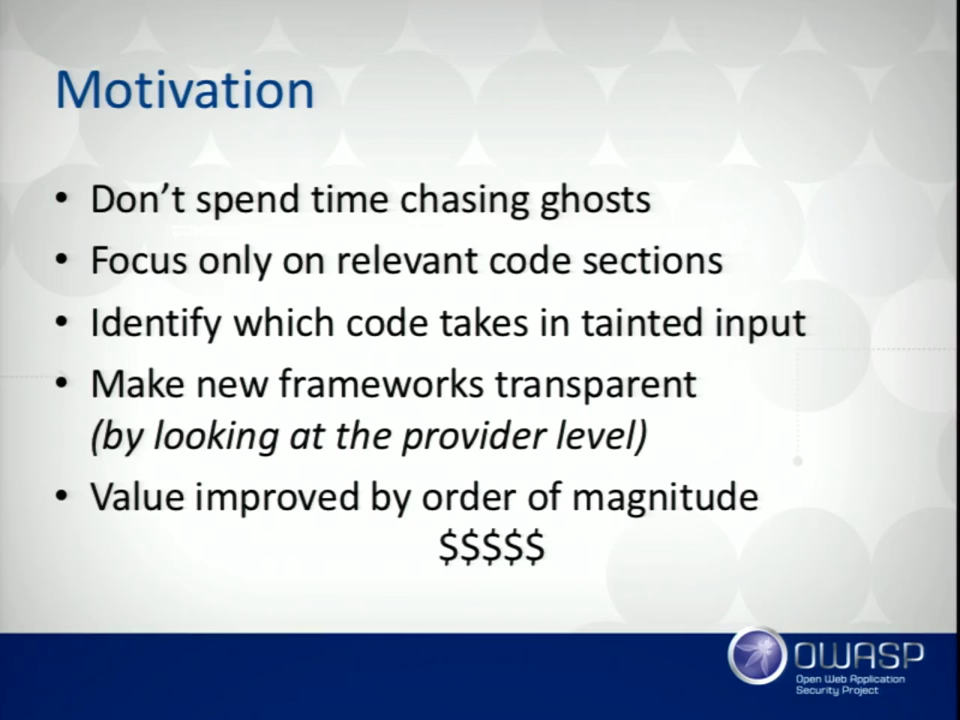 Motivation
• Don't spend time chasing ghosts
• Focus only on relevant code sections
• Identify which code takes in tainted input
• Make new frameworks transparent
(by looking at the provider level)
• Value improved by order of magnitude
$$$$$
OWASP
Open Web Application
Security Project